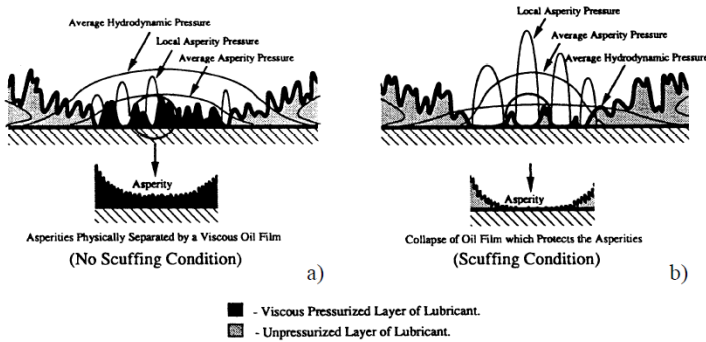 Average Hydrodynamic Pressure
Local Asperity Pressure
Average Asperity Pressure
Asperity
Asperities Physically Separated by a Viscous Oil Film
(No Scuffing Condition)
a)
Local Asperity Pressure
Average Asperity Pressure
Average Hydrodynamic Pressure
Asperity
Collapse of Oil Film which Protects the Asperities
(Scuffing Condition)
b)
- Viscous Pressurized Layer of Lubricant.
- Unpressurized Layer of Lubricant.